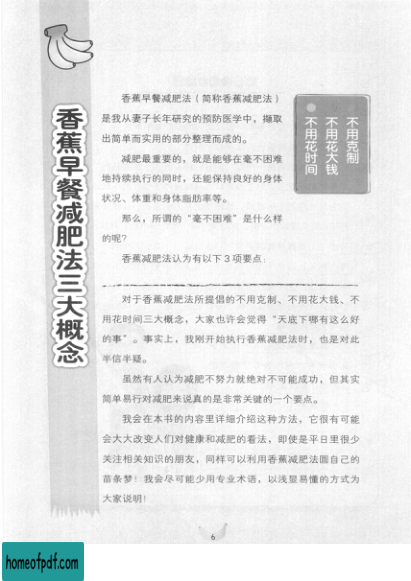 香蕉早餐减肥法三大概念
不用克制
不用花大钱
不用花时间
香蕉早餐减肥法（简称香蕉减肥法）
是我从妻子长年研究的预防医学中，撷取
出简单而实用的部分整理而成的。
减肥最重要的，就是能够在毫不困难
地持续执行的同时，还能保持良好的身体
状况、体重和身体脂肪率等。
那么，所谓的“毫不困难”是什么样
的呢？
香蕉减肥法认为有以下3项要点：
对于香蕉减肥法所提倡的不用克制、不用花大钱、不
用花时间三大概念，大家也许会觉得“天底下哪有这么好
的事”。事实上，我刚开始执行香蕉减肥法时，也是对此
半信半疑。
虽然有人认为减肥不努力就绝对不可能成功，但其实
简单易行对减肥来说真的是非常关键的一个要点。
我会在本书的内容里详细介绍这种方法，它很有可能
会大大改变人们对健康和减肥的看法，即使是平日里很少
关注相关知识的朋友，同样可以利用香蕉减肥法圆自己的
苗条梦！我会尽可能少用专业术语，以浅显易懂的方式为
大家说明！
6
homeofpdf.com